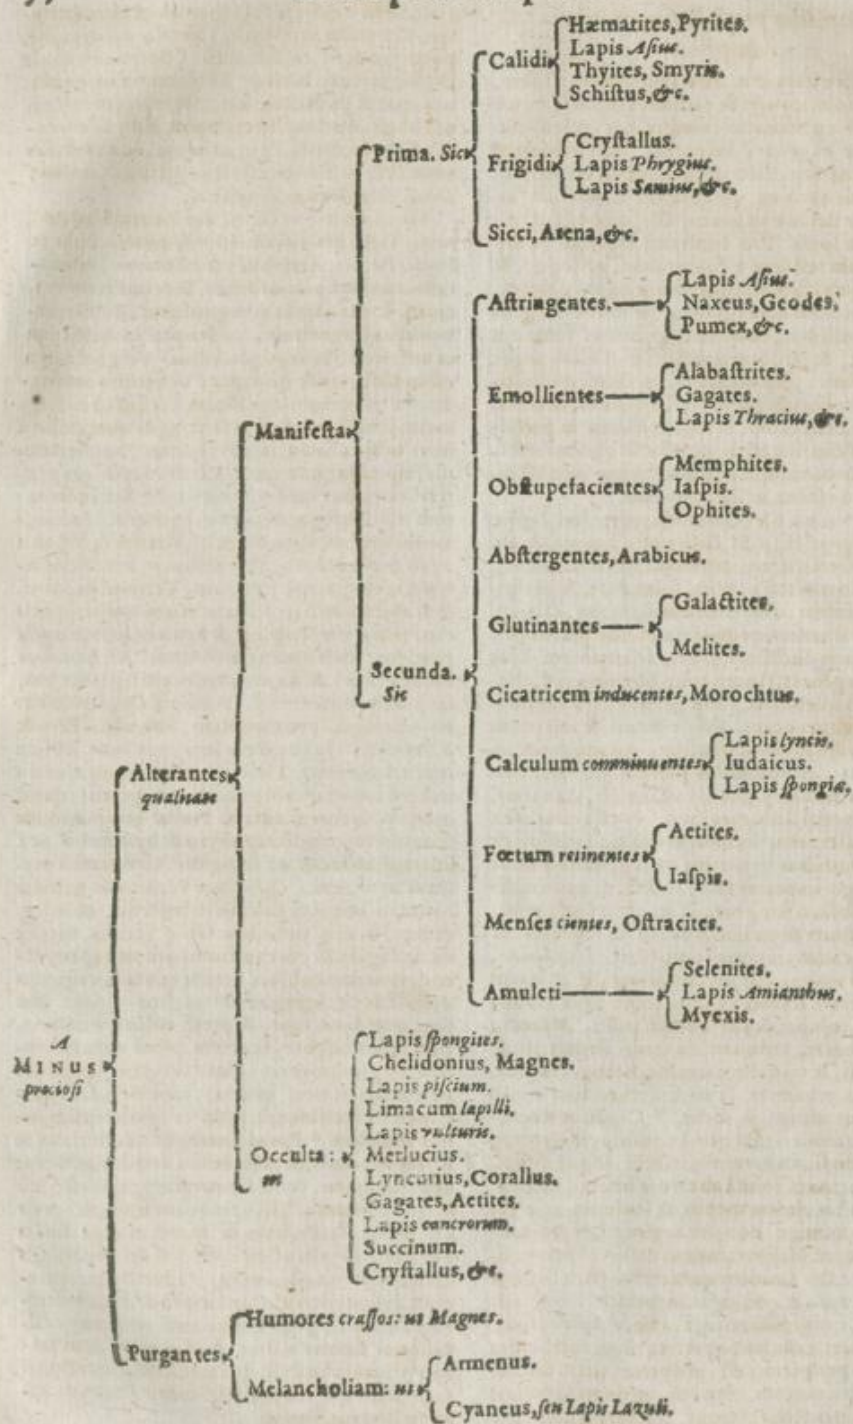 Hæmatites, Pyrites.
Calidi
Lapis Aſius.
Thyites, Smyris.
Schiſtus, &c.
Prima. Sic
Cryſtallus.
Frigidi
Lapis Phrygius.
Lapis Samius, &c.
Sicci, Arena, &c.
Lapis Aſius.
Aſtringentes.
Naxeus, Geodes.
Pumex, &c.
Alabaſtrites.
Emollientes
Gagates.
Lapis Thracius, &c.
Manifeſta
Memphites.
Obſtupefacientes
Iaſpis.
Ophites.
Abſtergentes, Arabicus.
Galactites.
Glutinantes
Melites.
Secunda.
Sic
Cicatricem inducentes, Morochtus.
Lapis lyncis.
Calculum comminuentes
Iudaicus.
Lapis ſpongiæ.
Alterantes
qualitate
Aetites.
Fœtum retinentes
Iaſpis.
Menſes cientes, Oſtracites.
Selenites.
Amuleti
Lapis Amianthus.
Myexis.
A
MINUS
precioſi
Lapis ſpongites.
Chelidonius, Magnes.
Lapis piſcium.
Limacum lapilli.
Lapis vulturis.
Occulta:
ut
Merlucius.
Lyncurius, Corallus.
Gagates, Aetites.
Lapis cancrorum.
Succinum.
Cryſtallus, &c.
Humores craſſos: ut Magnes.
Purgantes
Armenus.
Melancholiam: ut
Cyaneus, ſeu Lapis Lazuli.